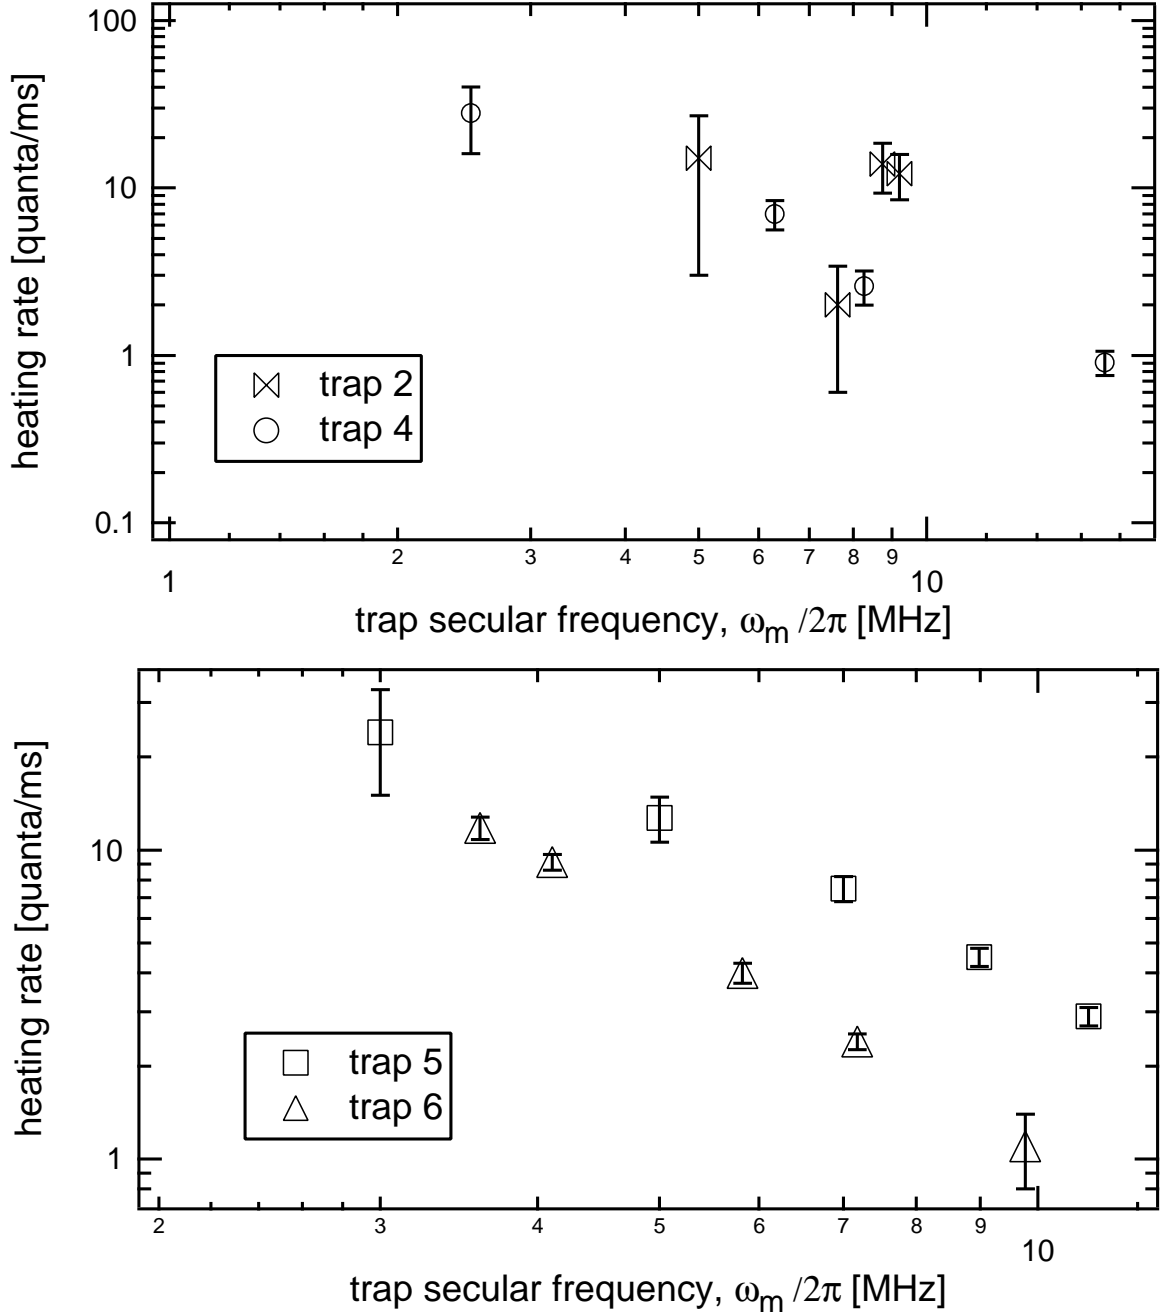 100
10
1
0.1
heating rate [quanta/ms]
trap 2
trap 4
2 3 4 5 6 7 8 9
1 10
trap secular frequency, ωm /2π [MHz]
10
1
heating rate [quanta/ms]
trap 5
trap 6
2 3 4 5 6 7 8 9
10
trap secular frequency, ωm /2π [MHz]